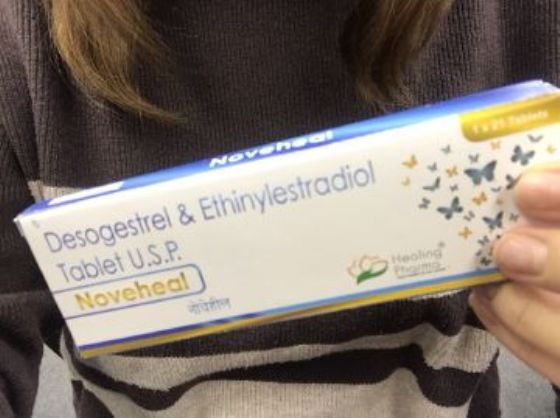 Noveheal
1 x 21 Tablets
Desogestrel & Ethinylestradiol
Tablet U.S.P.
Noveheal
नोवेहील
Healing
Pharma